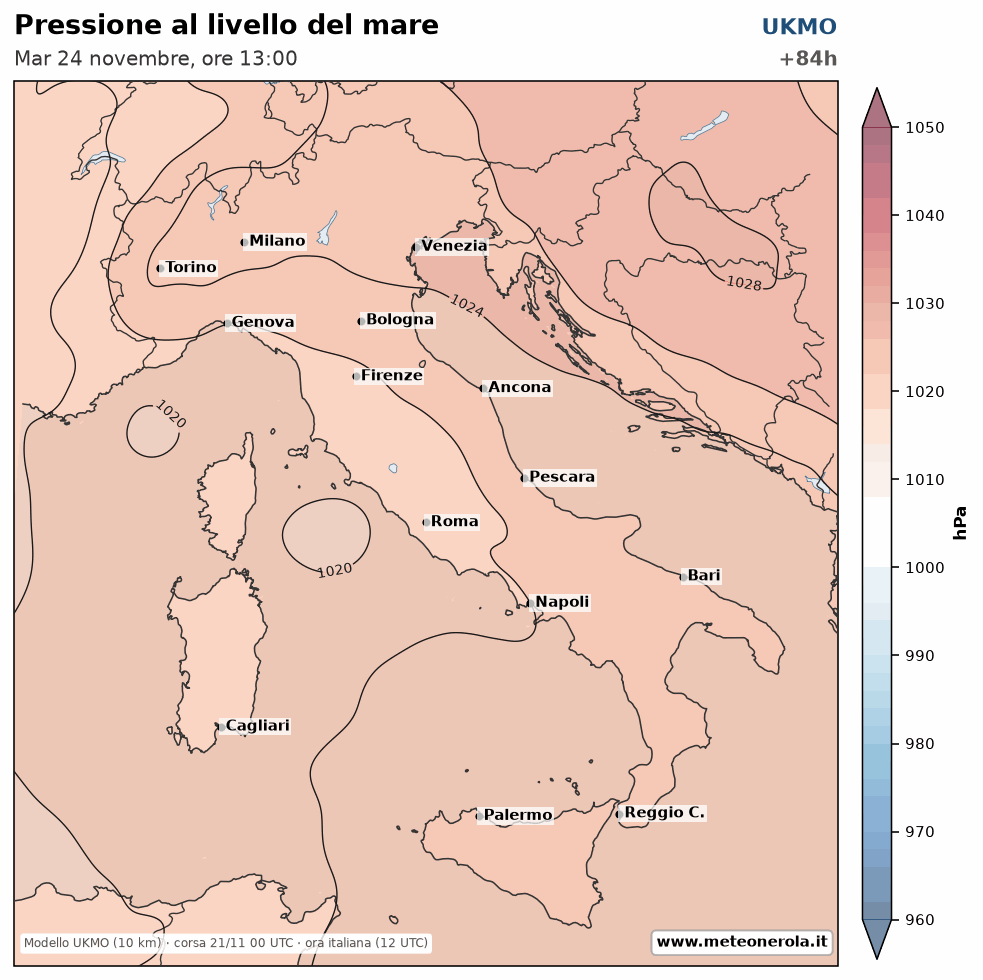 Pressione al livello del mare
UKMO
Mar 24 novembre, ore 13:00
+84h
1050
1040
1030
1020
1010
1000
990
980
970
960
hPa
Milano
Venezia
Torino
1028
1024
Genova
Bologna
Firenze
Ancona
1020
Pescara
Roma
1020
Bari
Napoli
Cagliari
Palermo
Reggio C.
Modello UKMO (10 km) · corsa 21/11 00 UTC · ora italiana (12 UTC)
www.meteonerola.it